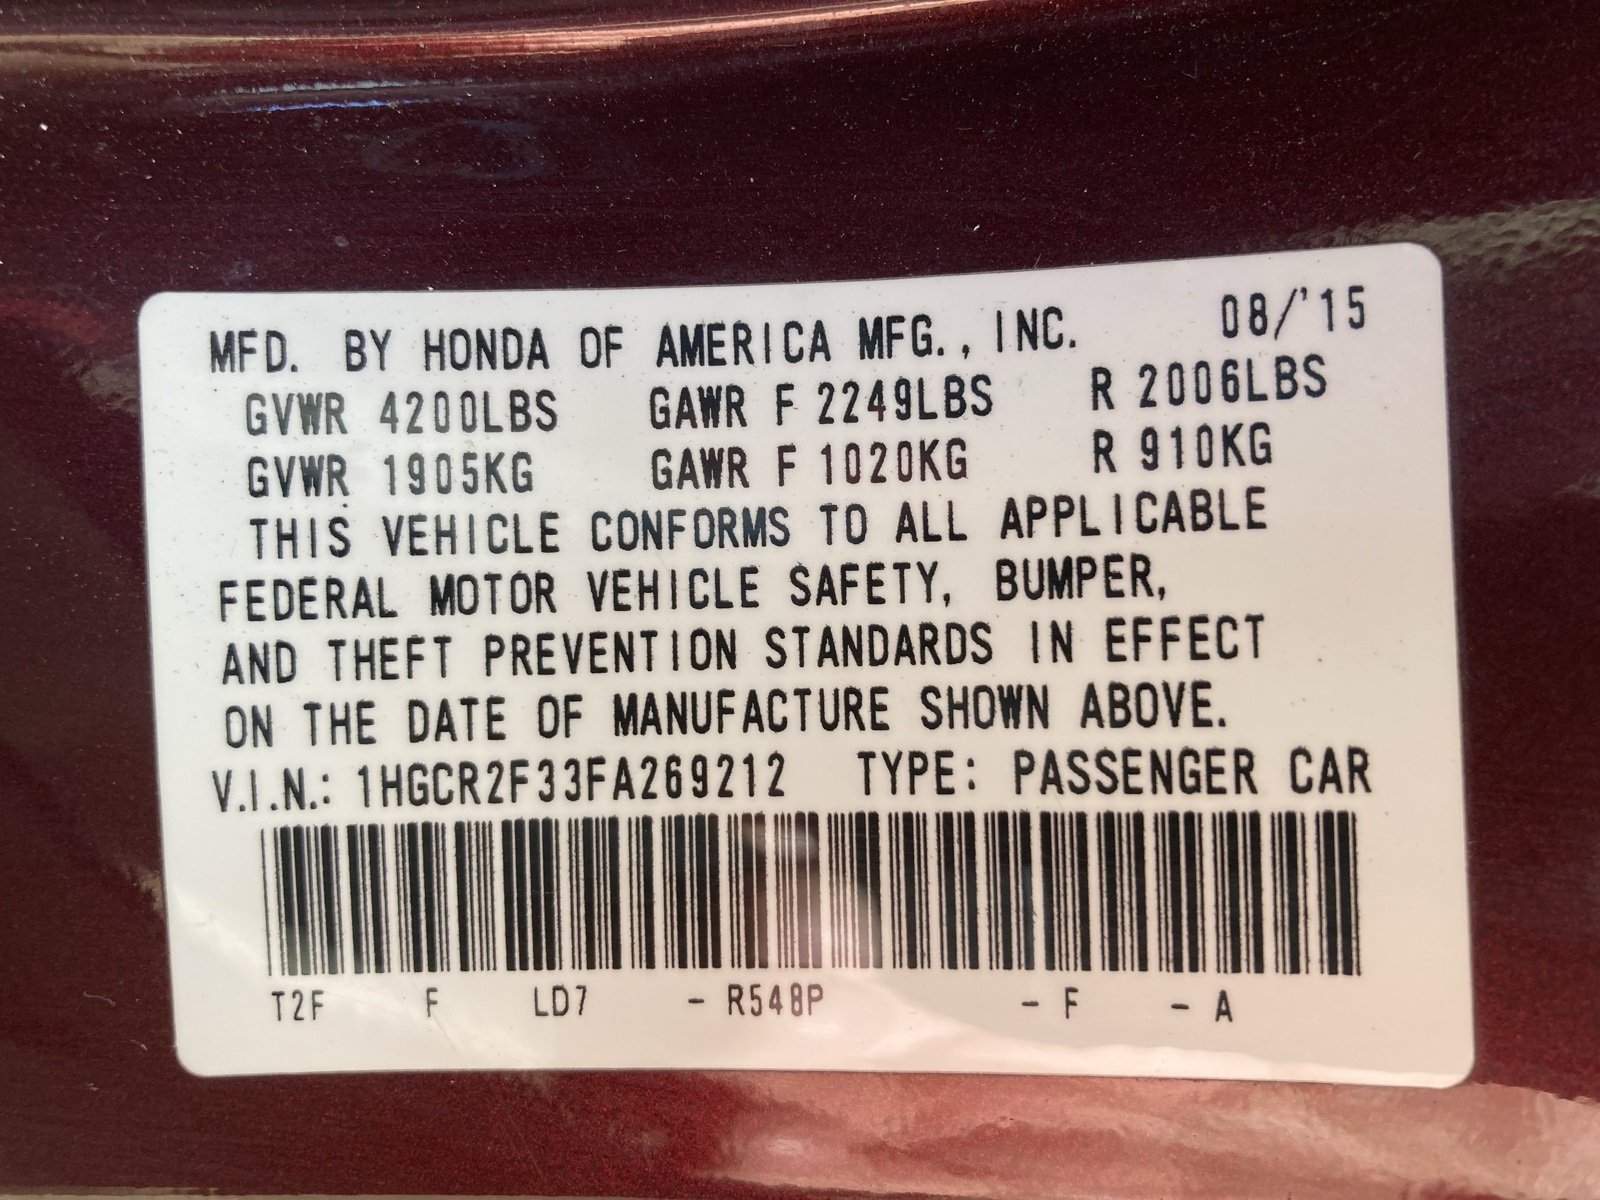 MFD. BY HONDA OF AMERICA MFG., INC. 08/'15
GVWR 4200LBS GAWR F 2249LBS R 2006LBS
GVWR 1905KG GAWR F 1020KG R 910KG
THIS VEHICLE CONFORMS TO ALL APPLICABLE
FEDERAL MOTOR VEHICLE SAFETY, BUMPER,
AND THEFT PREVENTION STANDARDS IN EFFECT
ON THE DATE OF MANUFACTURE SHOWN ABOVE.
V.I.N.: 1HGCR2F33FA269212 TYPE: PASSENGER CAR
T2F F LD7 - R548P - F - A